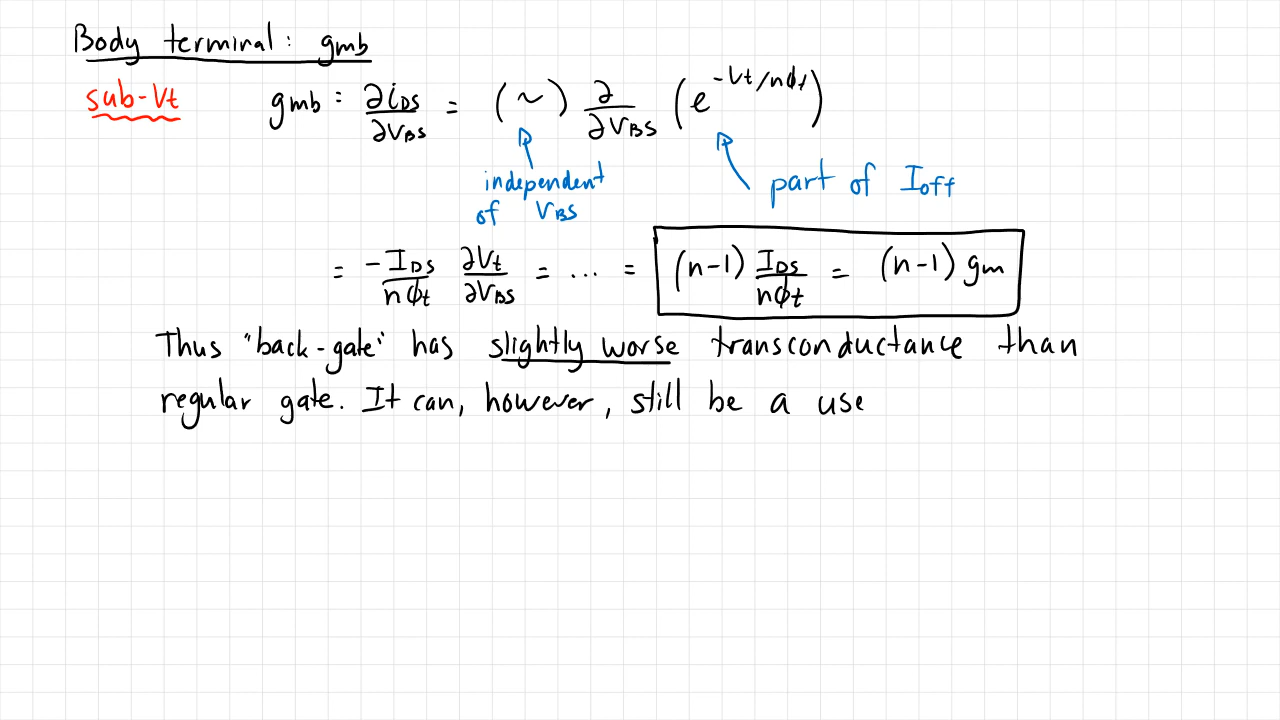 Body terminal: gmb
sub-Vt gmb = ∂iDS/∂VBS = (~) ∂/∂VBS (e^-Vt/nϕt)
independent of VBS
part of Ioff
= -IDS/nϕt ∂Vt/∂VBS = ... = (n-1) IDS/nϕt = (n-1) gm
Thus "back-gate" has slightly worse transconductance than
regular gate. It can, however, still be a use